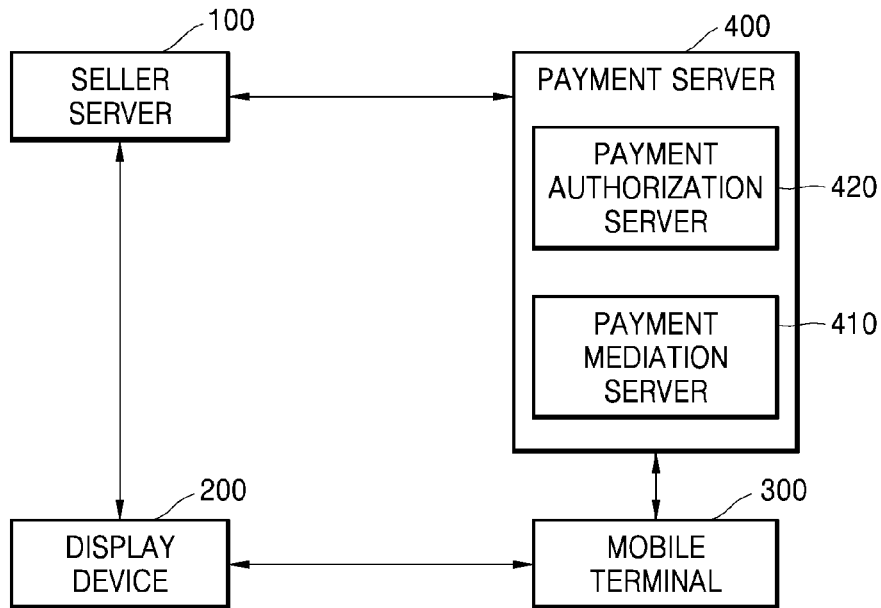 100
SELLER
SERVER
400
PAYMENT SERVER
PAYMENT
AUTHORIZATION
SERVER
420
PAYMENT
MEDIATION
SERVER
410
200
DISPLAY
DEVICE
300
MOBILE
TERMINAL